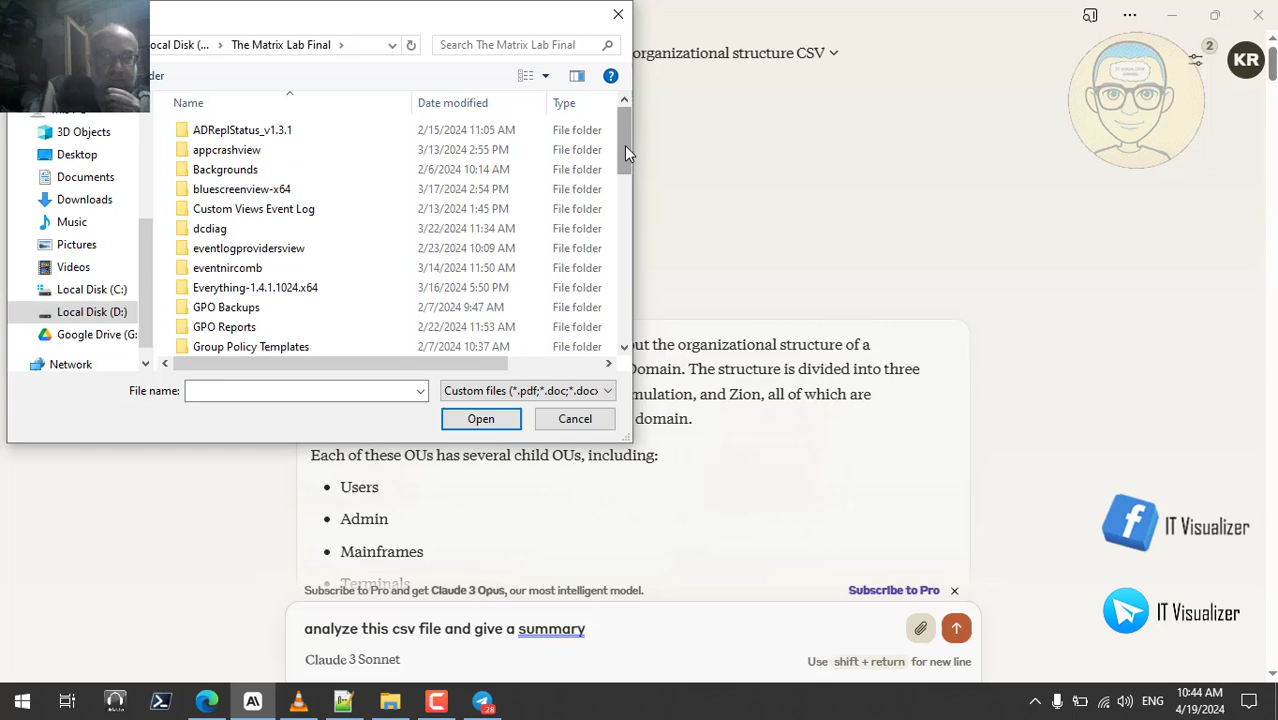 ocal Disk (... > The Matrix Lab Final >
Search The Matrix Lab Final
organizational structure CSV
2
KR
der
Name
Date modified
Type
3D Objects
Desktop
Documents
Downloads
Music
Pictures
Videos
Local Disk (C:)
Local Disk (D:)
Google Drive (G:
Network
ADReplStatus_v1.3.1 2/15/2024 11:05 AM File folder
appcrashview 3/13/2024 2:55 PM File folder
Backgrounds 2/6/2024 10:14 AM File folder
bluescreenview-x64 3/17/2024 2:54 PM File folder
Custom Views Event Log 2/13/2024 1:45 PM File folder
dcdiag 3/22/2024 11:34 AM File folder
eventlogprovidersview 2/23/2024 10:09 AM File folder
eventnircomb 3/14/2024 11:50 AM File folder
Everything-1.4.1.1024.x64 3/16/2024 5:50 PM File folder
GPO Backups 2/7/2024 9:47 AM File folder
GPO Reports 2/22/2024 11:53 AM File folder
Group Policy Templates 2/7/2024 10:37 AM File folder
File name:
Custom files (*.pdf;*.doc;*.docx
Open
Cancel
out the organizational structure of a
Domain. The structure is divided into three
mulation, and Zion, all of which are
domain.
Each of these OUs has several child OUs, including:
• Users
• Admin
• Mainframes
• Terminals
Subscribe to Pro and get Claude 3 Opus, our most intelligent model.
Subscribe to Pro
analyze this csv file and give a summary
Claude 3 Sonnet
Use shift + return for new line
IT Visualizer
IT Visualizer
28
ENG
10:44 AM
4/19/2024